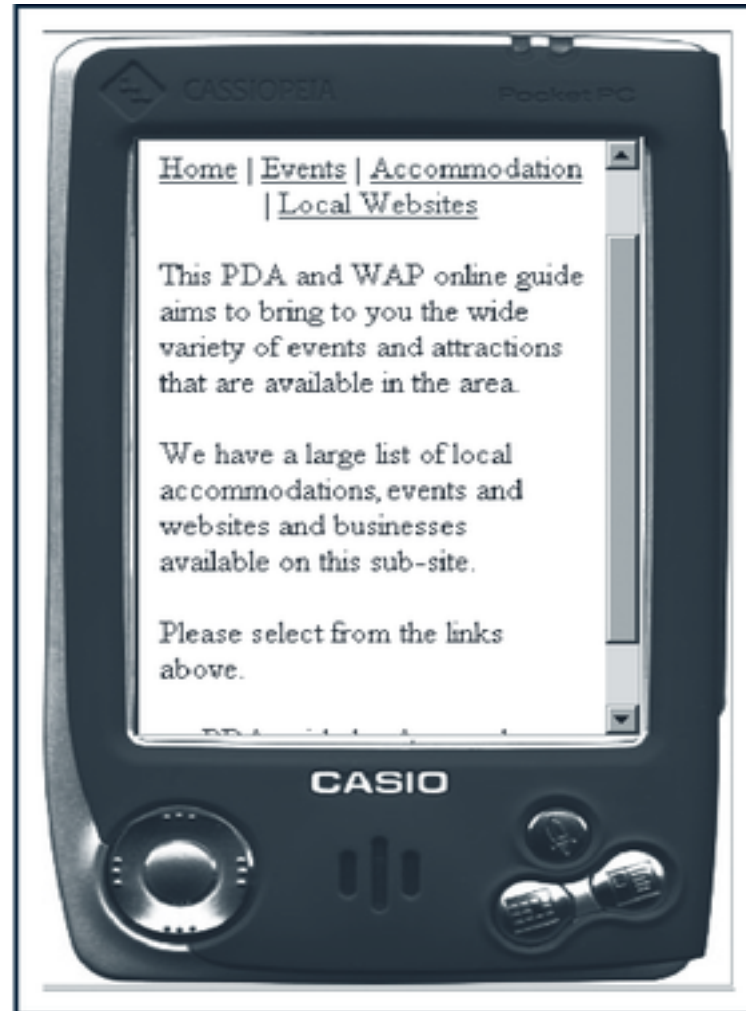 CASSIOPEIA
Pocket PC
Home | Events | Accommodation
| Local Websites
This PDA and WAP online guide
aims to bring to you the wide
variety of events and attractions
that are available in the area.
We have a large list of local
accommodations, events and
websites and businesses
available on this sub-site.
Please select from the links
above.
CASIO